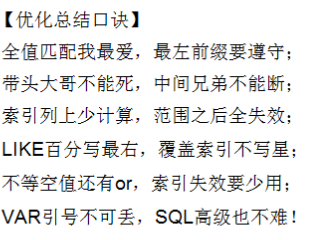 【优化总结口诀】
全值匹配我最爱，最左前缀要遵守；
带头大哥不能死，中间兄弟不能断；
索引列上少计算，范围之后全失效；
LIKE百分写最右，覆盖索引不写星；
不等空值还有or，索引失效要少用；
VAR引号不可丢，SQL高级也不难！